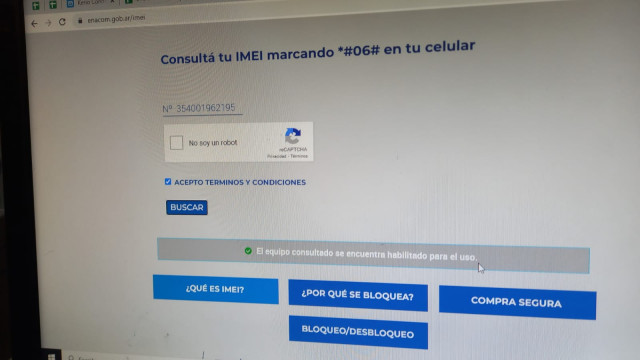 enacom.gob.ar/imei
Consultá tu IMEI marcando *#06# en tu celular
Nº 354001962195
No soy un robot
reCAPTCHA
Privacidad - Términos
ACEPTO TERMINOS Y CONDICIONES
BUSCAR
El equipo consultado se encuentra habilitado para el uso.
¿QUÉ ES IMEI?
¿POR QUÉ SE BLOQUEA?
COMPRA SEGURA
BLOQUEO/DESBLOQUEO